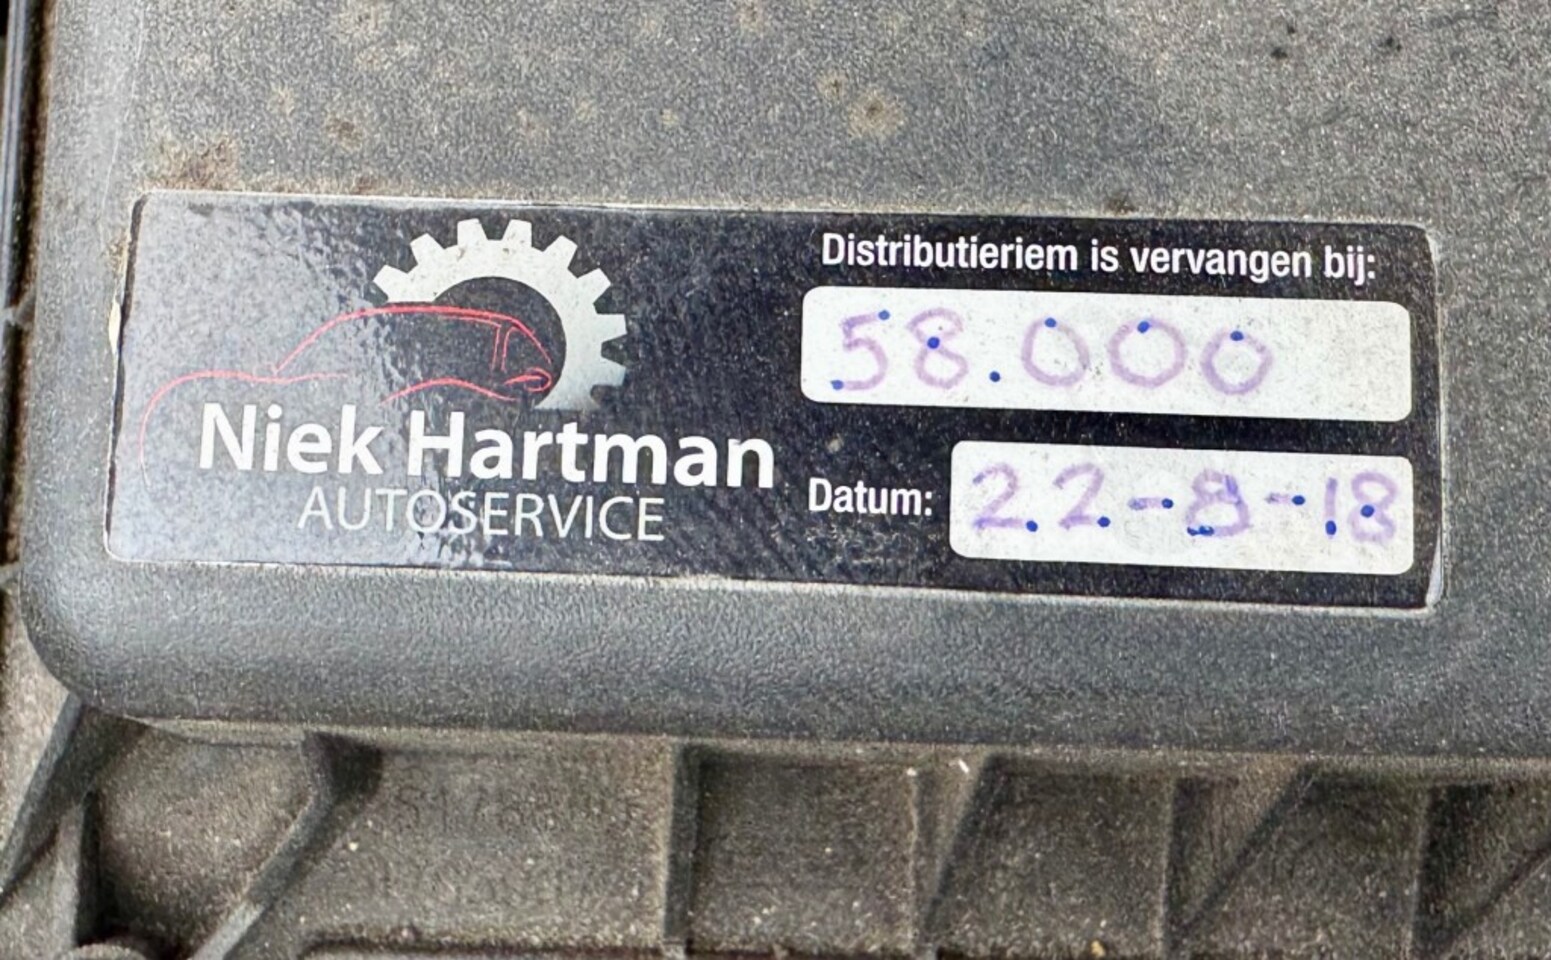 Niek Hartman
AUTOSERVICE
Distributieriem is vervangen bij:
58.000
Datum: 22-8-18